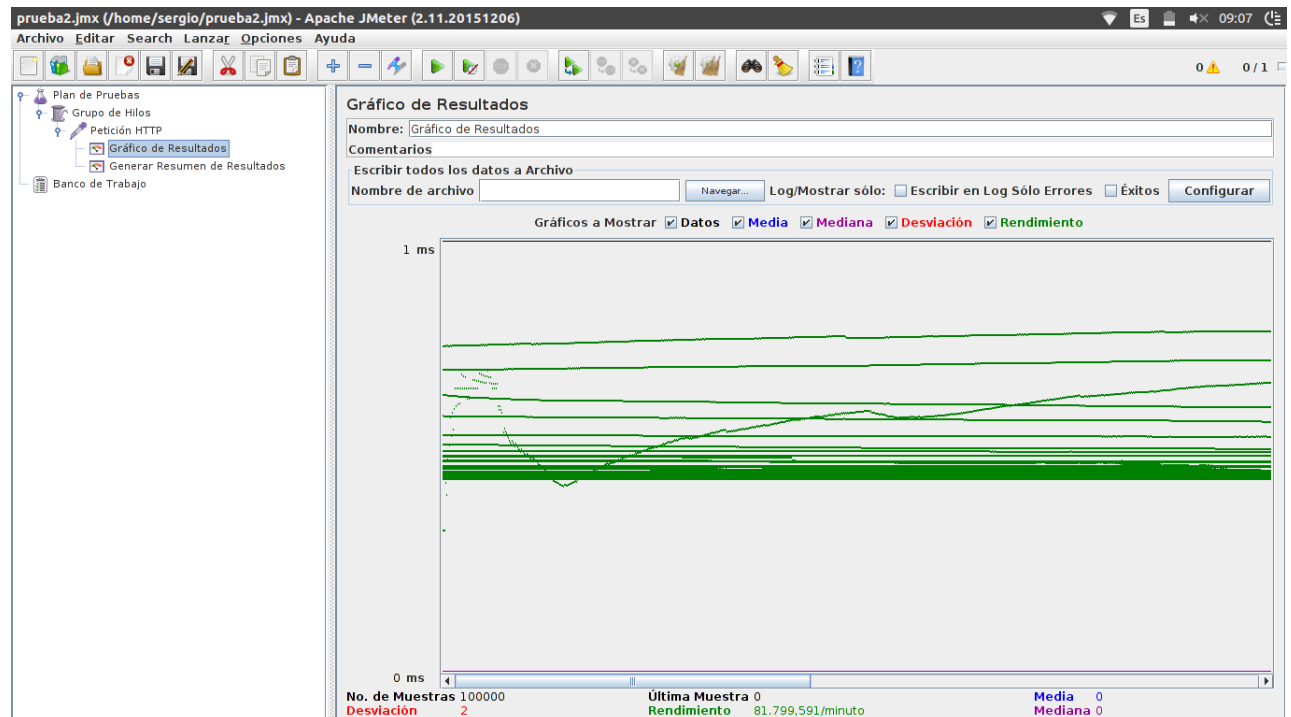 prueba2.jmx (/home/sergio/prueba2.jmx) - Apache JMeter (2.11.20151206) Es 09:07
Archivo Editar Search Lanzar Opciones Ayuda
0 0 / 1
Plan de Pruebas
Grupo de Hilos
Petición HTTP
Gráfico de Resultados
Generar Resumen de Resultados
Banco de Trabajo
Gráfico de Resultados
Nombre: Gráfico de Resultados
Comentarios
Escribir todos los datos a Archivo
Nombre de archivo Navegar... Log/Mostrar sólo: Escribir en Log Sólo Errores Éxitos Configurar
Gráficos a Mostrar Datos Media Mediana Desviación Rendimiento
1 ms
0 ms
No. de Muestras 100000 Última Muestra 0 Media 0
Desviación 2 Rendimiento 81.799,591/minuto Mediana 0